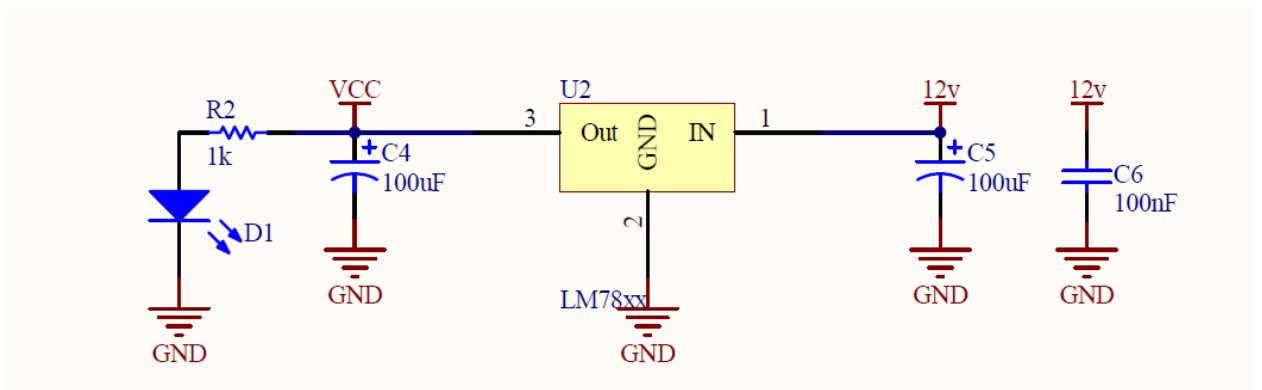 VCC
U2
12v
12v
R2
3
Out
GND
IN
1
1k
+
C4
100uF
+
C5
100uF
C6
100nF
D1
2
GND
LM78xx
GND
GND
GND
GND